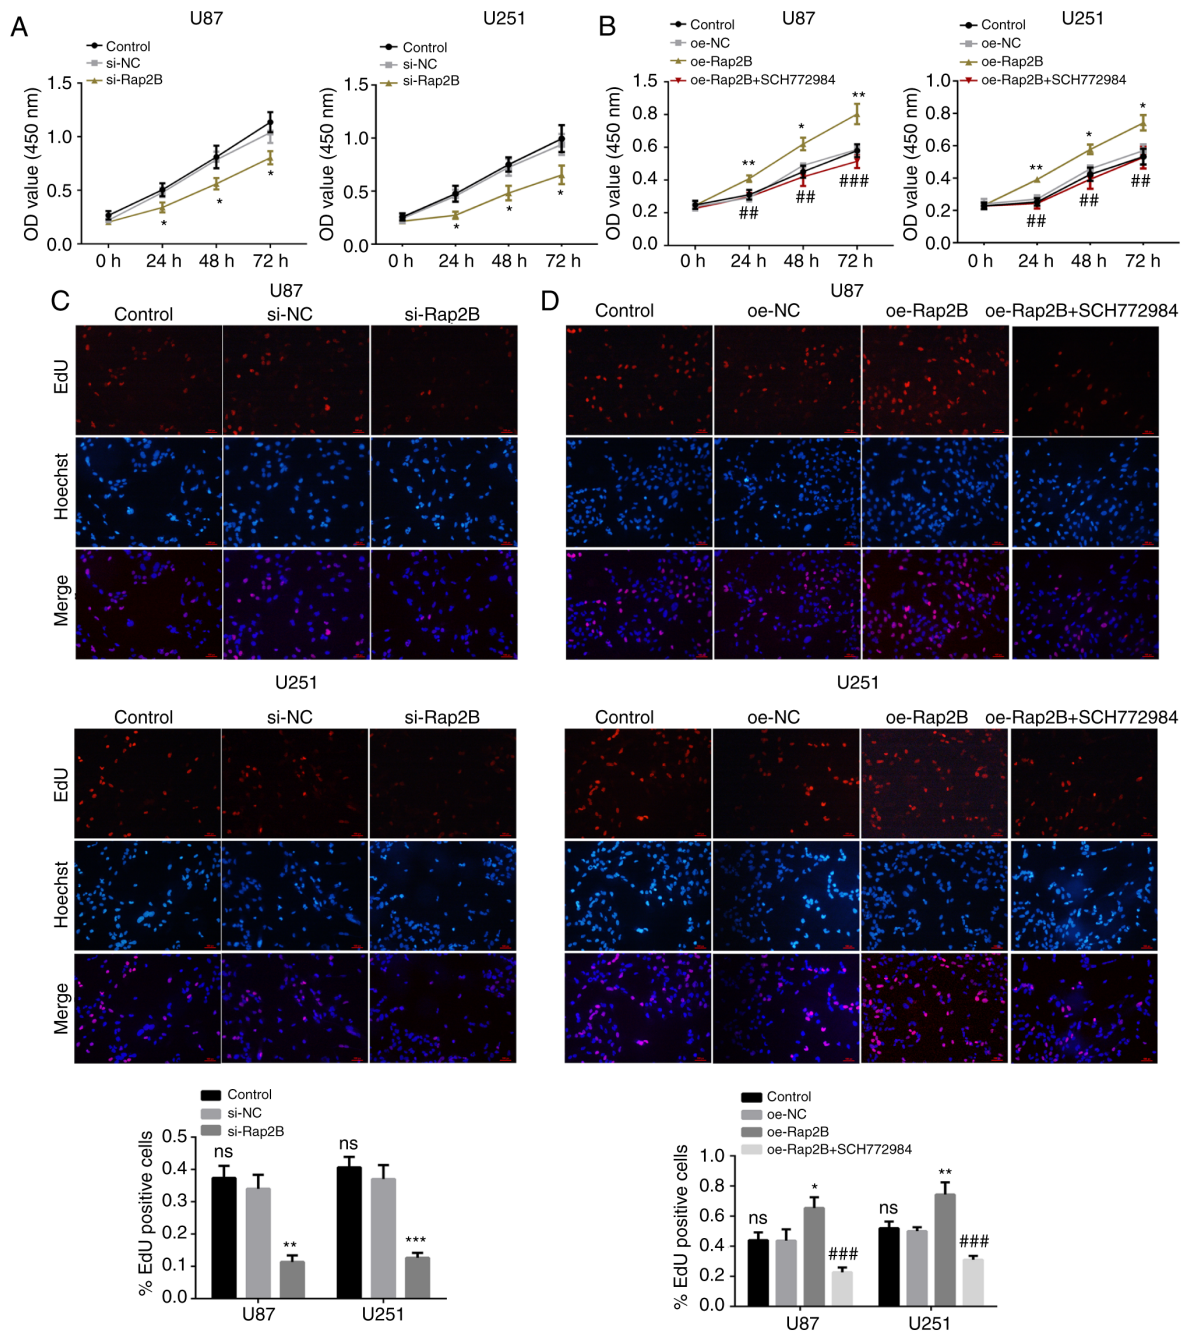 A
U87
Control
si-NC
si-Rap2B
OD value (450 nm)
1.5
1.0
0.5
0.0
0 h 24 h 48 h 72 h
* * *
U251
Control
si-NC
si-Rap2B
OD value (450 nm)
1.5
1.0
0.5
0.0
0 h 24 h 48 h 72 h
* * *
B
U87
Control
oe-NC
oe-Rap2B
oe-Rap2B+SCH772984
OD value (450 nm)
1.5
0.8
0.6
0.4
0.2
0.0
0 h 24 h 48 h 72 h
** * **
## ## ###
U251
Control
oe-NC
oe-Rap2B
oe-Rap2B+SCH772984
OD value (450 nm)
1.0
0.8
0.6
0.4
0.2
0.0
0 h 24 h 48 h 72 h
** * *
## ## ##
C
U87
Control si-NC si-Rap2B
EdU
Hoechst
Merge
U251
Control si-NC si-Rap2B
EdU
Hoechst
Merge
Control
si-NC
si-Rap2B
% EdU positive cells
0.5
0.4
0.3
0.2
0.1
0.0
ns ** ns ***
U87 U251
D
U87
Control oe-NC oe-Rap2B oe-Rap2B+SCH772984
U251
Control oe-NC oe-Rap2B oe-Rap2B+SCH772984
Control
oe-NC
oe-Rap2B
oe-Rap2B+SCH772984
% EdU positive cells
1.0
0.8
0.6
0.4
0.2
0.0
ns * ### ns ** ###
U87 U251